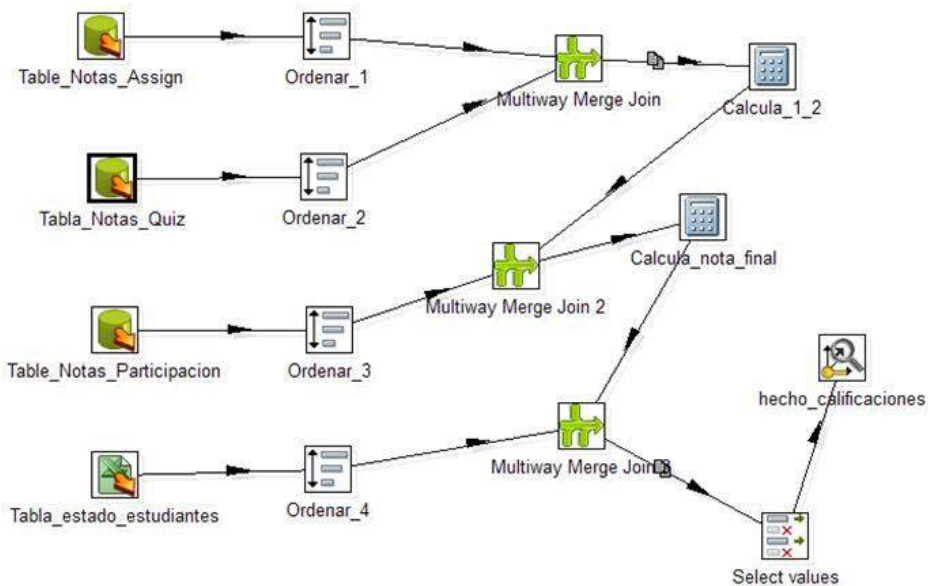 Table_Notas_Assign
Ordenar_1
Multiway Merge Join
Calcula_1_2
Tabla_Notas_Quiz
Ordenar_2
Calcula_nota_final
Multiway Merge Join 2
Table_Notas_Participacion
Ordenar_3
hecho_calificaciones
Multiway Merge Join 3
Tabla_estado_estudiantes
Ordenar_4
Select values